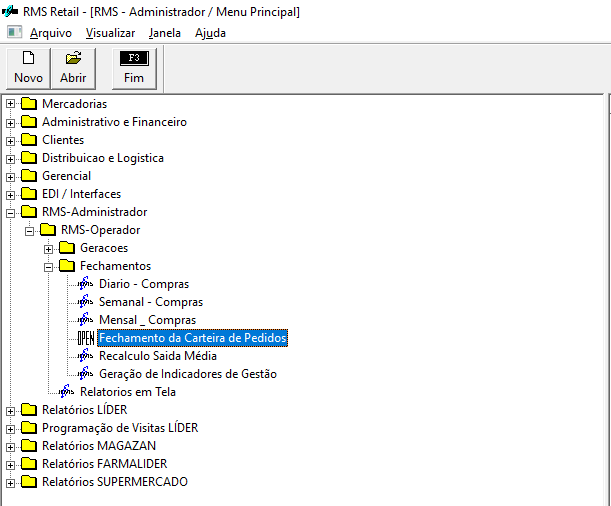 RMS Retail - [RMS - Administrador / Menu Principal]
Arquivo Visualizar Janela Ajuda
F3
Novo Abrir Fim
Mercadorias
Administrativo e Financeiro
Clientes
Distribuicao e Logistica
Gerencial
EDI / Interfaces
RMS-Administrador
RMS-Operador
Geracoes
Fechamentos
Diario - Compras
Semanal - Compras
Mensal _ Compras
OPEN Fechamento da Carteira de Pedidos
Recalculo Saida Média
Geração de Indicadores de Gestão
Relatorios em Tela
Relatórios LÍDER
Programação de Visitas LÍDER
Relatórios MAGAZAN
Relatórios FARMALIDER
Relatórios SUPERMERCADO